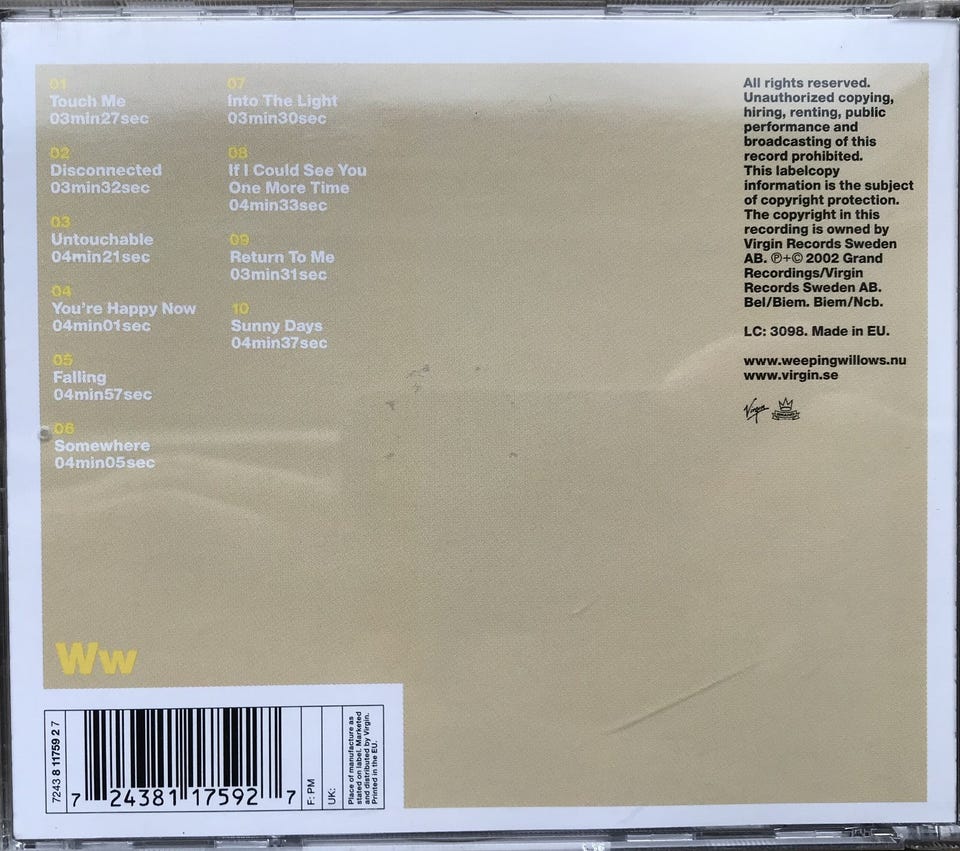 01
Touch Me
03min27sec
02
Disconnected
03min32sec
03
Untouchable
04min21sec
04
You're Happy Now
04min01sec
05
Falling
04min57sec
06
Somewhere
04min05sec
07
Into The Light
03min30sec
08
If I Could See You
One More Time
04min33sec
09
Return To Me
03min31sec
10
Sunny Days
04min37sec
All rights reserved.
Unauthorized copying,
hiring, renting, public
performance and
broadcasting of this
record prohibited.
This labelcopy
information is the subject
of copyright protection.
The copyright in this
recording is owned by
Virgin Records Sweden
AB. ℗+© 2002 Grand
Recordings/Virgin
Records Sweden AB.
Bel/Biem. Biem/Ncb.
LC: 3098. Made in EU.
www.weepingwillows.nu
www.virgin.se
Virgin
Ww
7243 8 11759 2 7
7 24381 17592 7
F: PM
UK:
Place of manufacture as
stated on label. Marketed
and distributed by Virgin.
Printed in the EU.